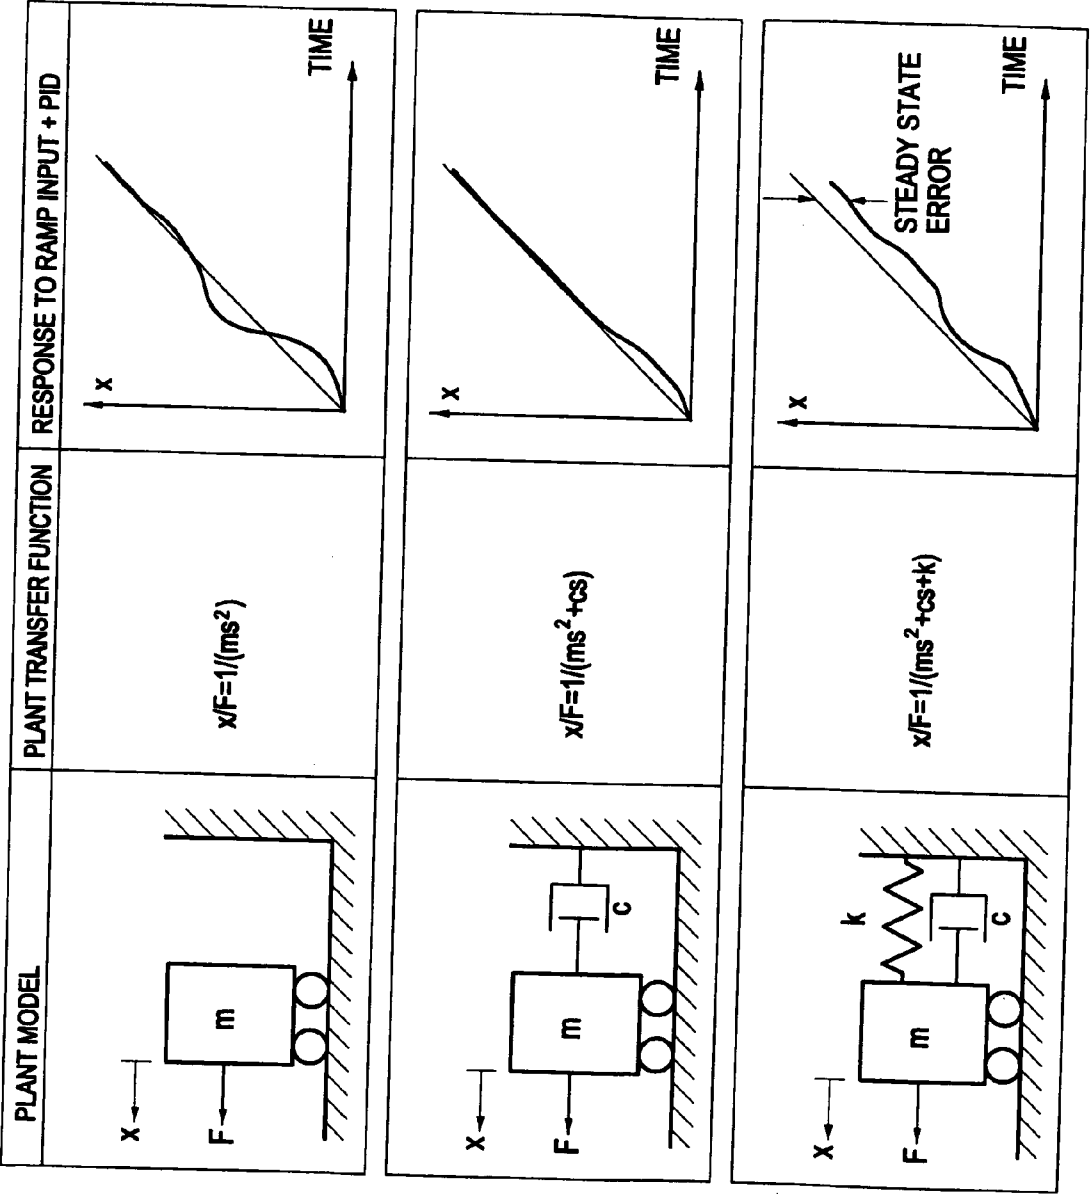 PLANT MODEL
PLANT TRANSFER FUNCTION
RESPONSE TO RAMP INPUT + PID
X
F
m
x/F=1/(ms²)
X
TIME
X
F
m
c
x/F=1/(ms²+cs)
X
TIME
X
F
m
k
c
x/F=1/(ms²+cs+k)
X
STEADY STATE
ERROR
TIME